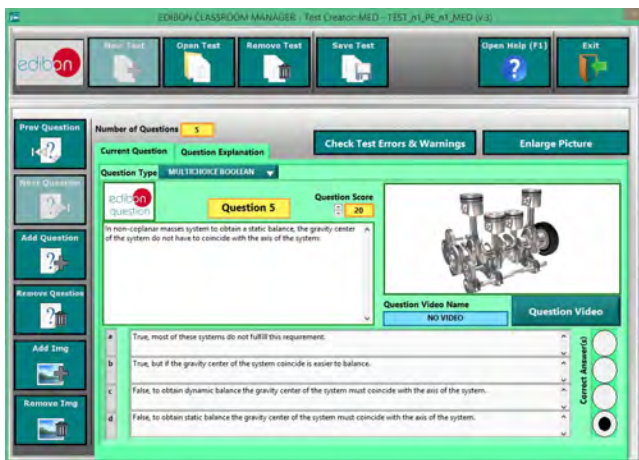 EDIBON CLASSROOM MANAGER : Test Creator: MED - TEST_n1_PE_n1_MED (v.3)
edibon
New Test
Open Test
Remove Test
Save Test
Open Help (F1)
Exit
Prev Question
Number of Questions 5
Check Test Errors & Warnings
Enlarge Picture
Current Question
Question Explanation
Question Type MULTICHOICE BOOLEAN
Next Question
edibon question
Question 5
Question Score
20
In non-coplanar masses system to obtain a static balance, the gravity center
of the system do not have to coincide with the axis of the system:
Add Question
Remove Question
Question Video Name
NO VIDEO
Question Video
Add Img
a True, most of these systems do not fulfill this requirement.
b True, but if the gravity center of the system coincide is easier to balance.
c False, to obtain dynamic balance the gravity center of the system must coincide with the axis of the system.
d False, to obtain static balance the gravity center of the system must coincide with the axis of the system.
Correct Answer(s)
Remove Img